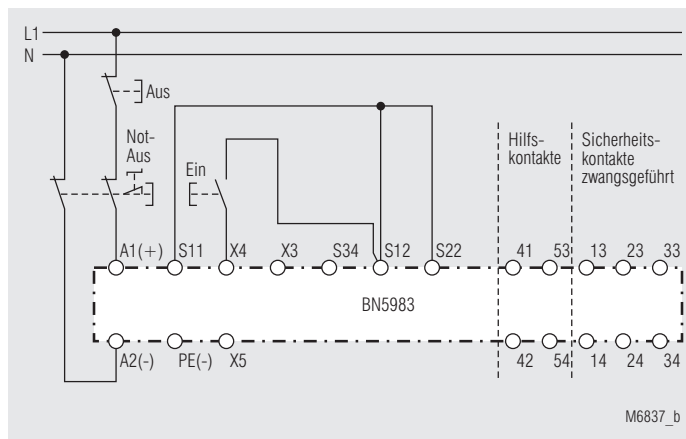 L1
N
Aus
Not-
Aus
Ein
Hilfs-
kontakte
Sicherheits-
kontakte
zwangsgeführt
A1(+) S11 X4 X3 S34 S12 S22 41 53 13 23 33
BN5983
A2(-) PE(-) X5 42 54 14 24 34
M6837_b